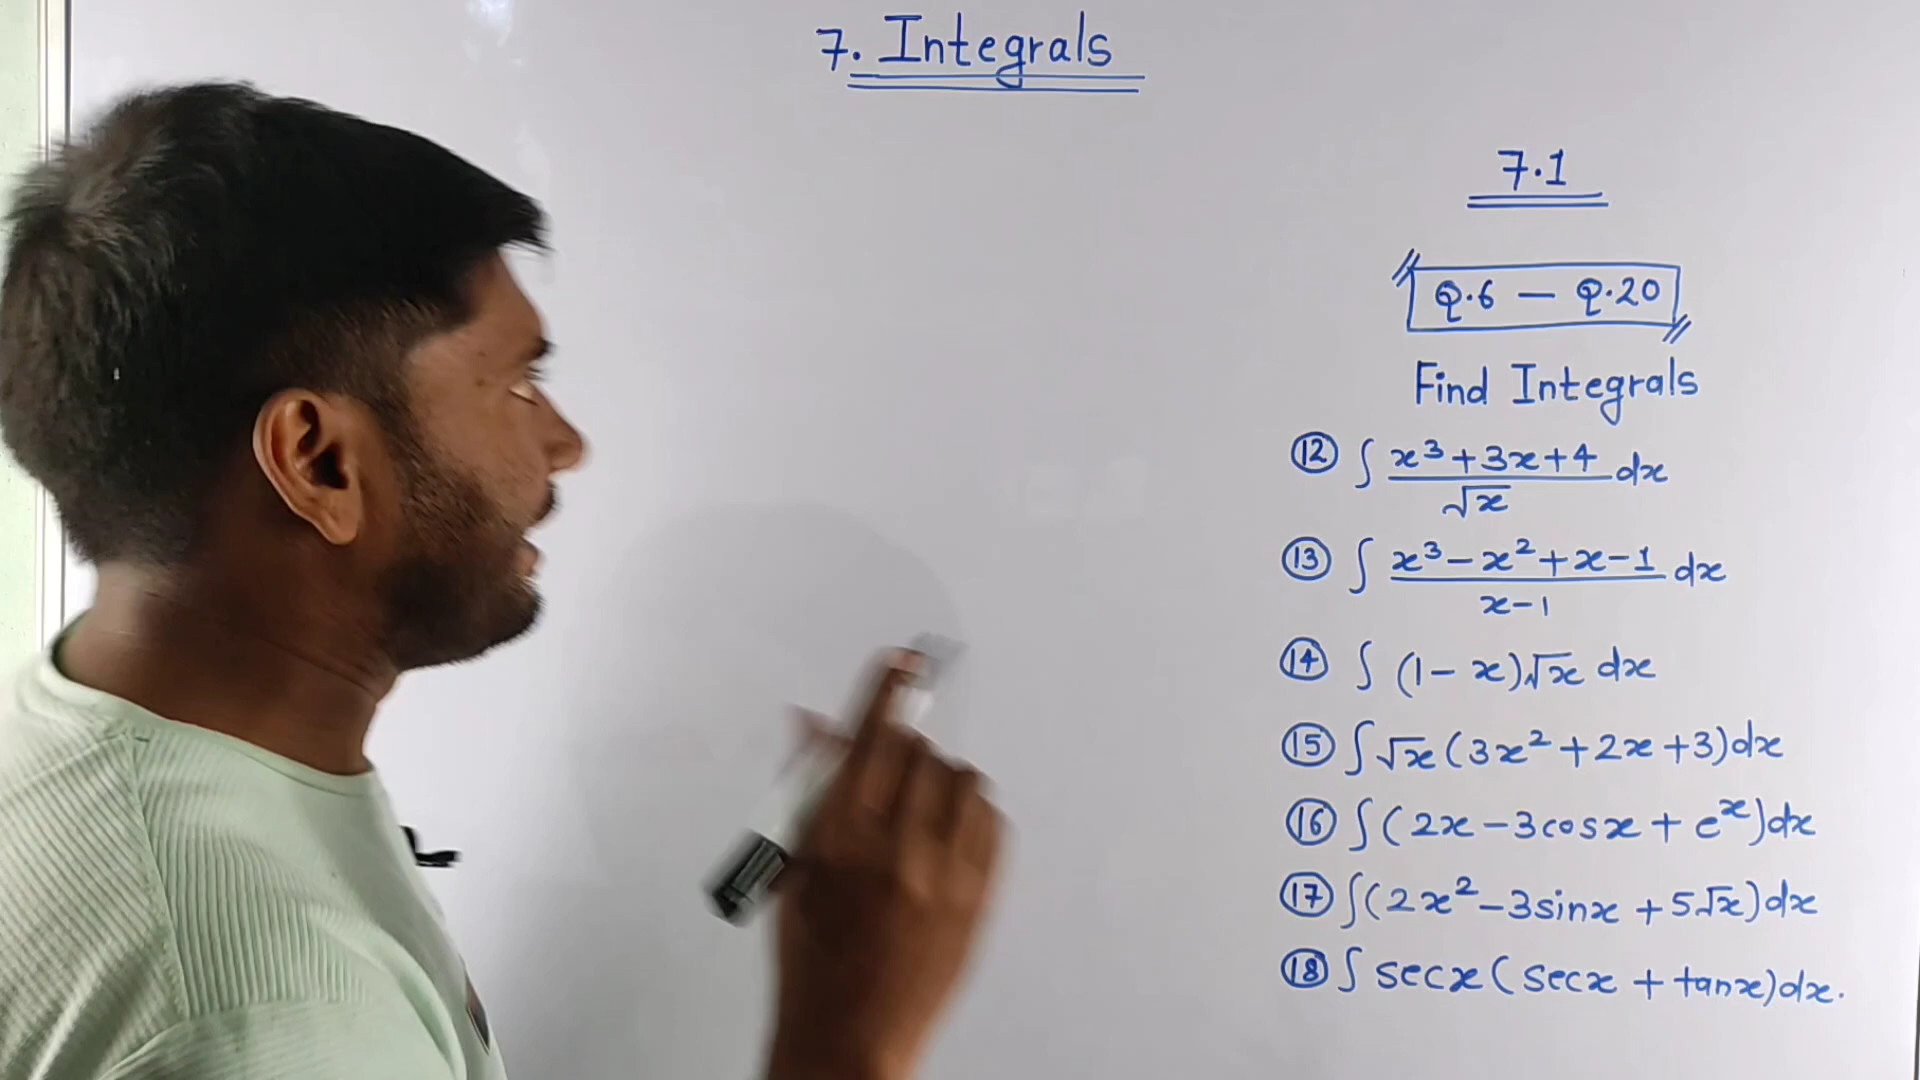 7. Integrals
7.1
Q.6 — Q.20
Find Integrals
⑫ ∫ x³+3x+4/√x dx
⑬ ∫ x³-x²+x-1/x-1 dx
⑭ ∫ (1-x)√x dx
⑮ ∫ √x(3x²+2x+3)dx
⑯ ∫(2x-3cosx+eˣ)dx
⑰ ∫(2x²-3sinx+5√x)dx
⑱ ∫ secx(secx+tanx)dx.